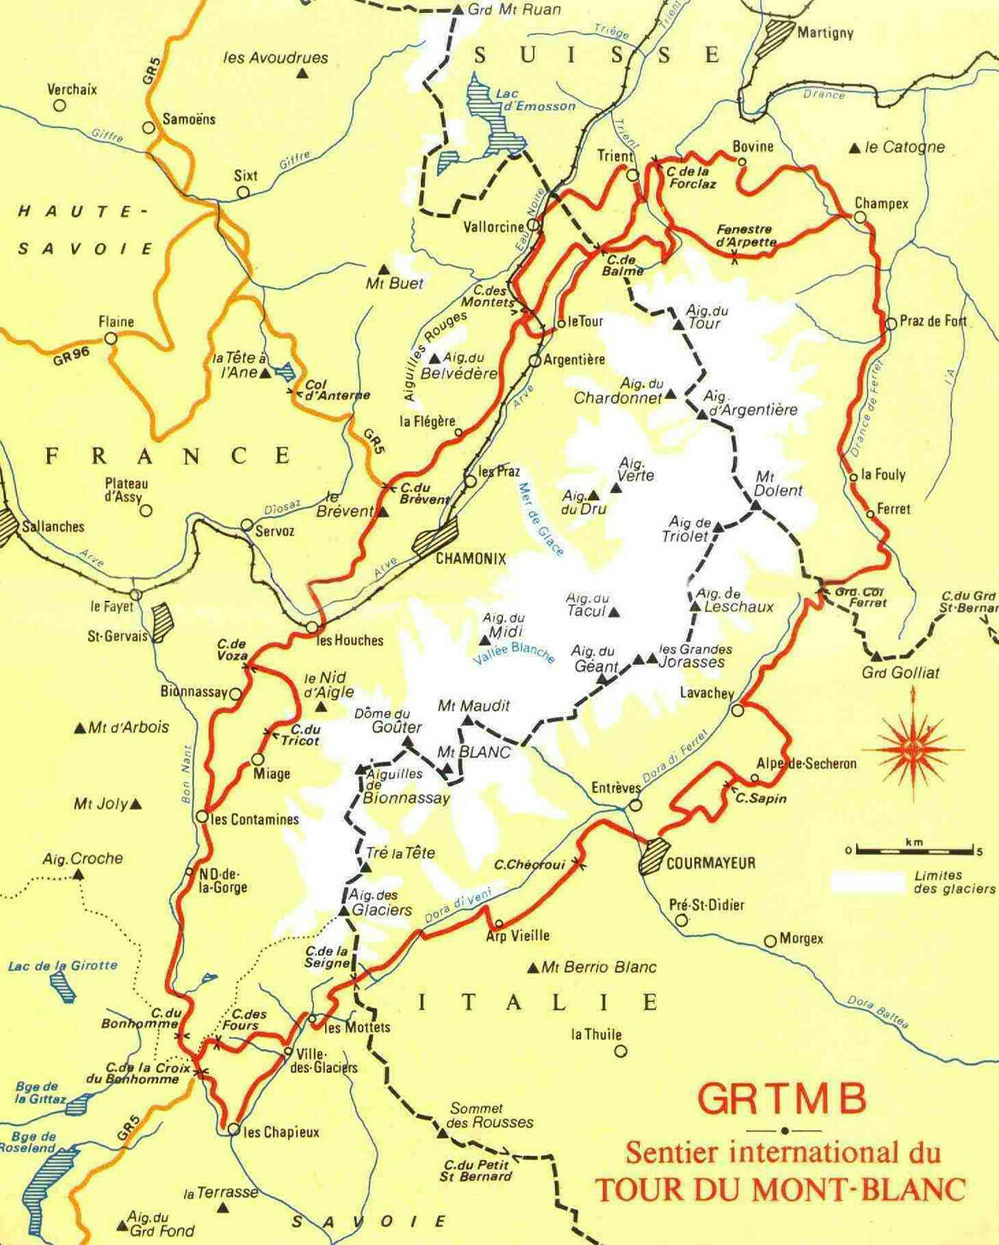 Grd Mt Ruan
SUISSE
Martigny
Triège
Trient
les Avoudrues
GR5
Verchaix
Samoëns
Lac
d'Emosson
Drance
Giffre
Giffre
Trient
Trient
Bovine
le Catogne
C de la
Forclaz
Sixt
HAUTE-
SAVOIE
Vallorcine
Eau Noire
Champex
Fenestre
d'Arpette
C.de
Balme
Mt Buet
C.des
Montets
Aiguilles Rouges
le Tour
Aig.du
Tour
Praz de Fort
Flaine
GR96
la Tête à
l'Ane
Aig.du
Belvédère
Argentière
Col
d'Anterne
Arve
Aig.du
Chardonnet
Aig.
d'Argentière
Drance de Ferret
la Flégère
GR5
FRANCE
Plateau
d'Assy
les Praz
C.du
Brévent
le
Brévent
Aig.
Verte
Aig.
du Dru
Mt
Dolent
la Fouly
Ferret
Mer de Glace
Aig de
Triolet
Sallanches
Diosaz
Servoz
Arve
Arve
CHAMONIX
le Fayet
St-Gervais
Aig.du
Tacul
Aig.de
Leschaux
Grd. Col
Ferret
C.du Grd
St-Bernar
les Houches
C.de
Voza
Aig.du
Midi
Vallée Blanche
Aig.du
Géant
les Grandes
Jorasses
Grd Golliat
Bionnassay
le Nid
d'Aigle
Lavachey
Mt d'Arbois
C.du
Tricot
Dôme du
Goûter
Mt Maudit
Mt BLANC
Dora di Ferret
Bon Nant
Miage
Aiguilles
de
Bionnassay
Entrèves
Alpe-de-Secheron
C.Sapin
Mt Joly
les Contamines
km
0 5
Aig.Croche
Tré la Tête
C.Chécroui
COURMAYEUR
ND-de-
la-Gorge
Limites
des glaciers
Aig.des
Glaciers
Dora di Veni
Pré-St-Didier
Arp Vieille
Morgex
C.de la
Seigne
Lac de la Girotte
Mt Berrio Blanc
ITALIE
Dora Baltea
C.du
Bonhomme
C.des
Fours
les Mottets
la Thuile
Ville-
des-Glaciers
C.de la Croix
du Bonhomme
Bge de
la Gittaz
GRTMB
Sentier international du
TOUR DU MONT-BLANC
GR5
Bge de
Roselend
les Chapieux
Sommet
des Rousses
C.du Petit
St Bernard
la Terrasse
Aig.du
Grd Fond
SAVOIE